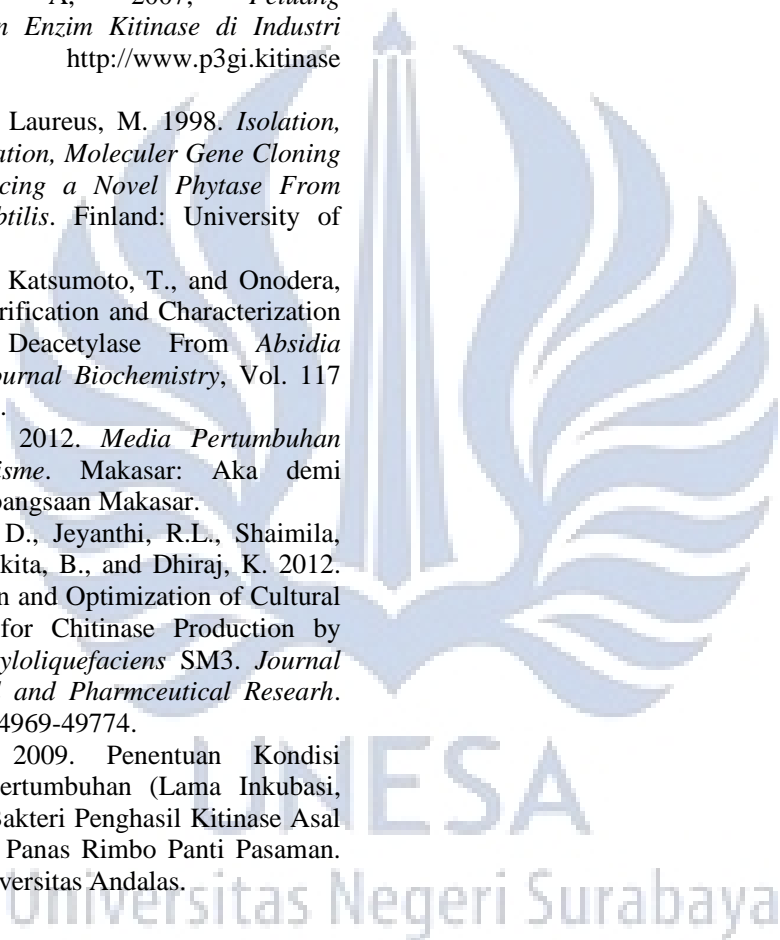 A, 2007, Peluang
n Enzim Kitinase di Industri
http://www.p3gi.kitinase
Laureus, M. 1998. Isolation,
ation, Moleculer Gene Cloning
cing a Novel Phytase From
btilis. Finland: University of
Katsumoto, T., and Onodera,
rification and Characterization
Deacetylase From Absidia
ournal Biochemistry, Vol. 117
.
2012. Media Pertumbuhan
isme. Makasar: Aka demi
bangsaan Makasar.
D., Jeyanthi, R.L., Shaimila,
kita, B., and Dhiraj, K. 2012.
n and Optimization of Cultural
for Chitinase Production by
yloliquefaciens SM3. Journal
l and Pharmceutical Researh.
4969-49774.
2009. Penentuan Kondisi
ertumbuhan (Lama Inkubasi,
Bakteri Penghasil Kitinase Asal
Panas Rimbo Panti Pasaman.
versitas Andalas.
UNESA
Universitas Negeri Surabaya